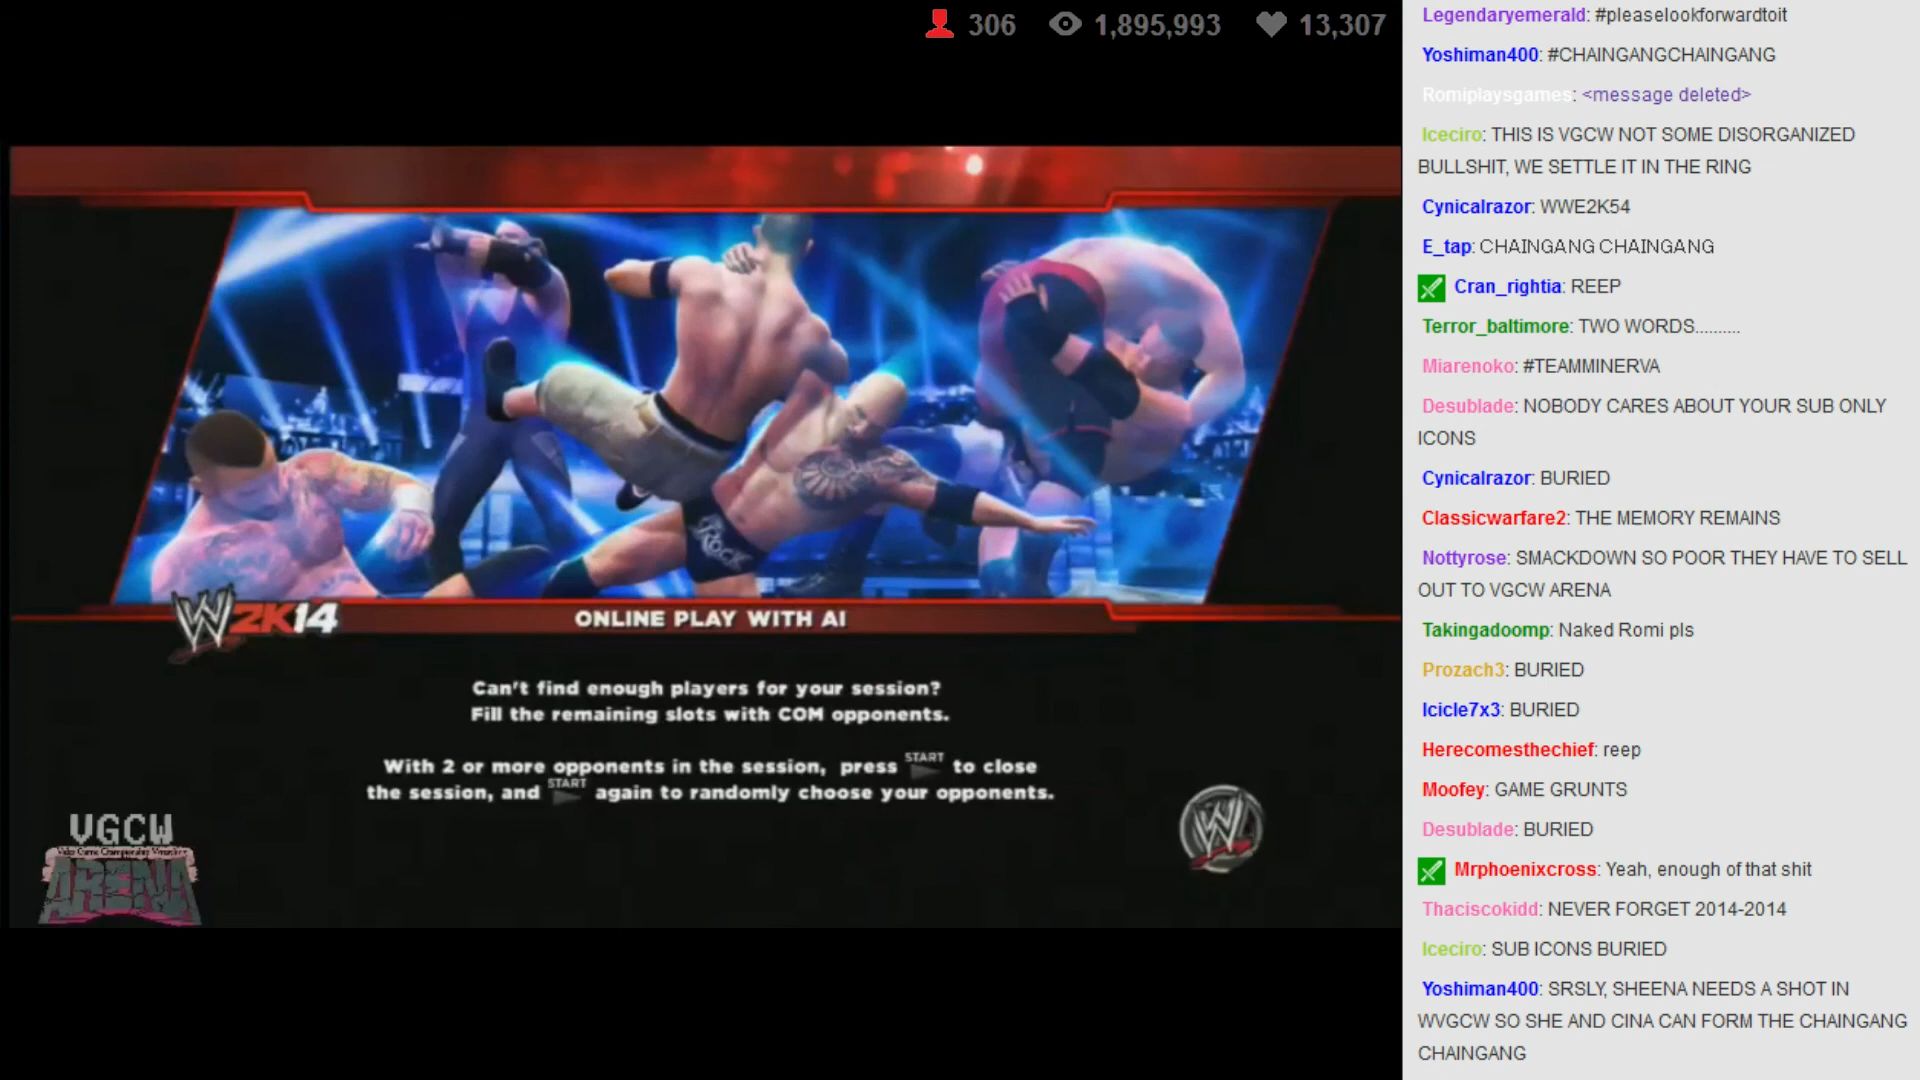 306 1,895,993 13,307
Rock
W 2K14
ONLINE PLAY WITH AI
Can't find enough players for your session?
Fill the remaining slots with COM opponents.
With 2 or more opponents in the session, press START to close
the session, and START again to randomly choose your opponents.
VGCW
Video Game Championship Wrestling
ARENA
W
Legendaryemerald: #pleaselookforwardtoit
Yoshiman400: #CHAINGANGCHAINGANG
Romiplaysgames: <message deleted>
Iceciro: THIS IS VGCW NOT SOME DISORGANIZED
BULLSHIT, WE SETTLE IT IN THE RING
Cynicalrazor: WWE2K54
E_tap: CHAINGANG CHAINGANG
Cran_rightia: REEP
Terror_baltimore: TWO WORDS.........
Miarenoko: #TEAMMINERVA
Desublade: NOBODY CARES ABOUT YOUR SUB ONLY
ICONS
Cynicalrazor: BURIED
Classicwarfare2: THE MEMORY REMAINS
Nottyrose: SMACKDOWN SO POOR THEY HAVE TO SELL
OUT TO VGCW ARENA
Takingadoomp: Naked Romi pls
Prozach3: BURIED
Icicle7x3: BURIED
Herecomesthechief: reep
Moofey: GAME GRUNTS
Desublade: BURIED
Mrphoenixcross: Yeah, enough of that shit
Thaciscokidd: NEVER FORGET 2014-2014
Iceciro: SUB ICONS BURIED
Yoshiman400: SRSLY, SHEENA NEEDS A SHOT IN
WVGCW SO SHE AND CINA CAN FORM THE CHAINGANG
CHAINGANG